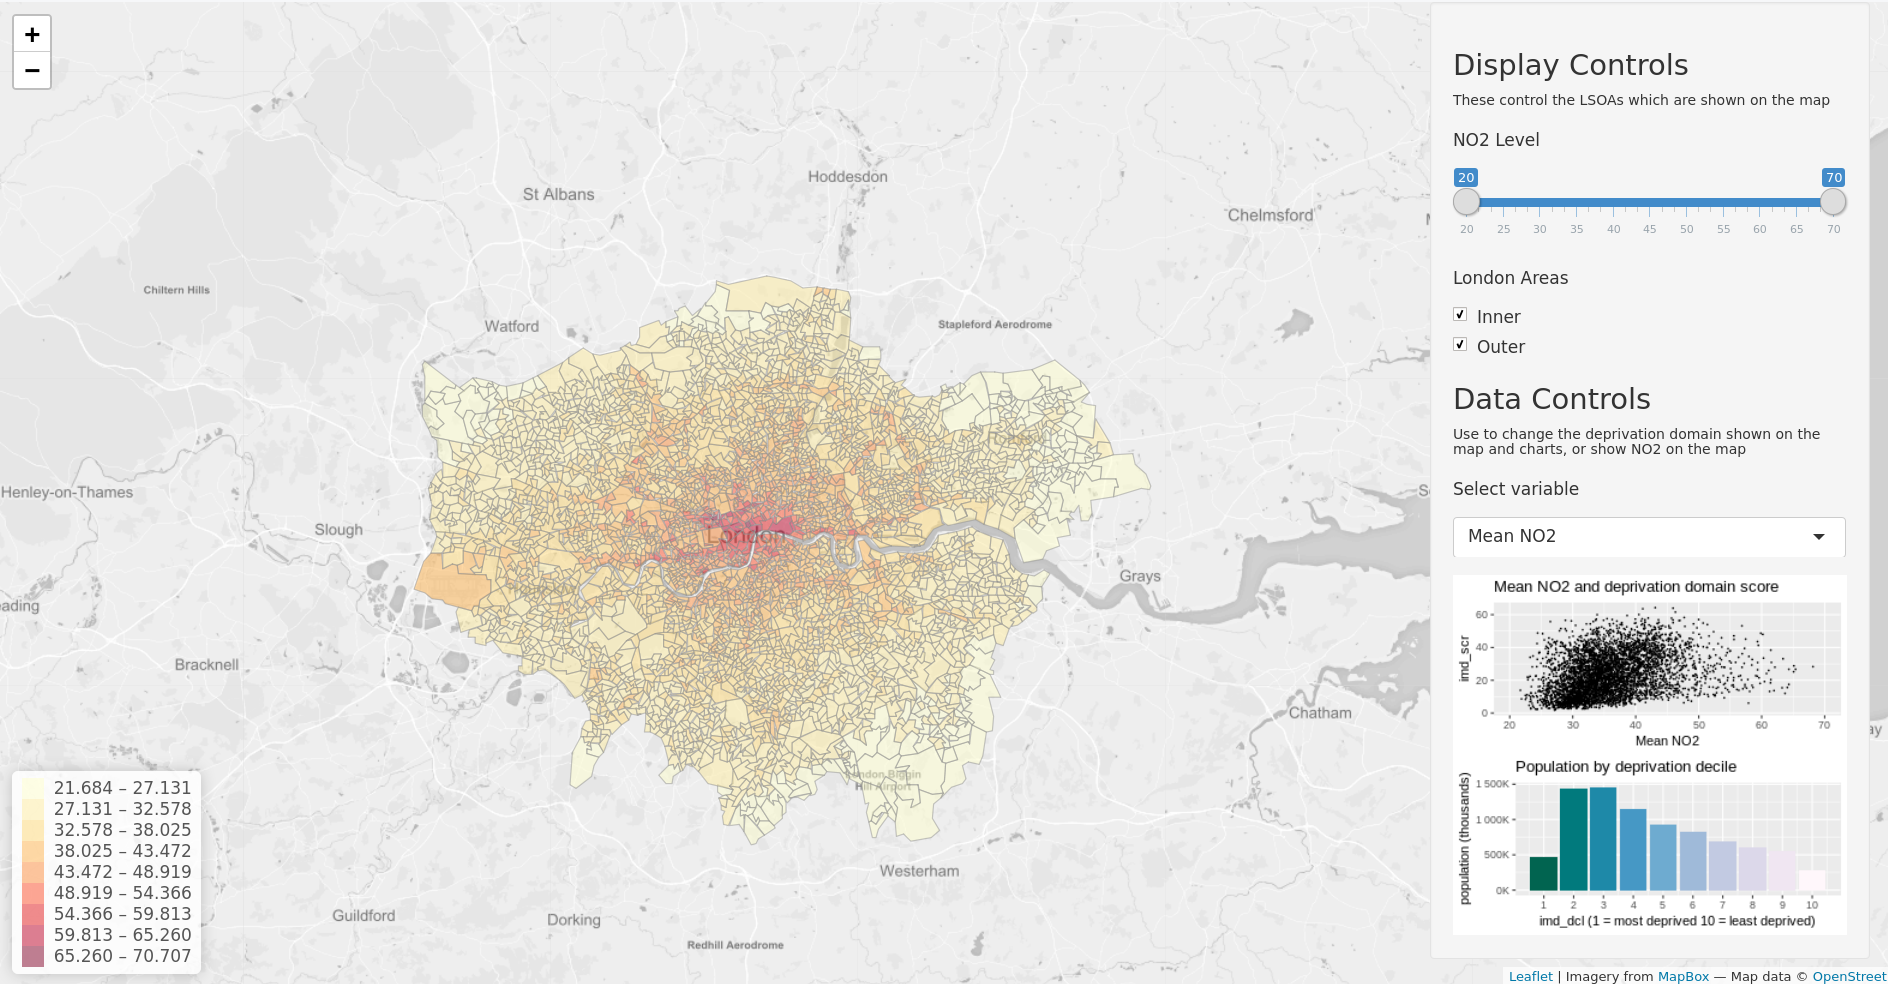 +
−
St Albans
Hoddesdon
Chelmsford
Chiltern Hills
Watford
Stapleford Aerodrome
Henley-on-Thames
Slough
London
Grays
eading
Bracknell
Chatham
London Biggin
Hill Airport
Westerham
Guildford
Dorking
Redhill Aerodrome
21.684 – 27.131
27.131 – 32.578
32.578 – 38.025
38.025 – 43.472
43.472 – 48.919
48.919 – 54.366
54.366 – 59.813
59.813 – 65.260
65.260 – 70.707
Display Controls
These control the LSOAs which are shown on the map
NO2 Level
20 70
20 25 30 35 40 45 50 55 60 65 70
London Areas
Inner
Outer
Data Controls
Use to change the deprivation domain shown on the
map and charts, or show NO2 on the map
Select variable
Mean NO2
Mean NO2 and deprivation domain score
imd_scr
60
40
20
0
20 30 40 50 60 70
Mean NO2
Population by deprivation decile
population (thousands)
1 500K
1 000K
500K
0K
1 2 3 4 5 6 7 8 9 10
imd_dcl (1 = most deprived 10 = least deprived)
Leaflet | Imagery from MapBox — Map data © OpenStreet